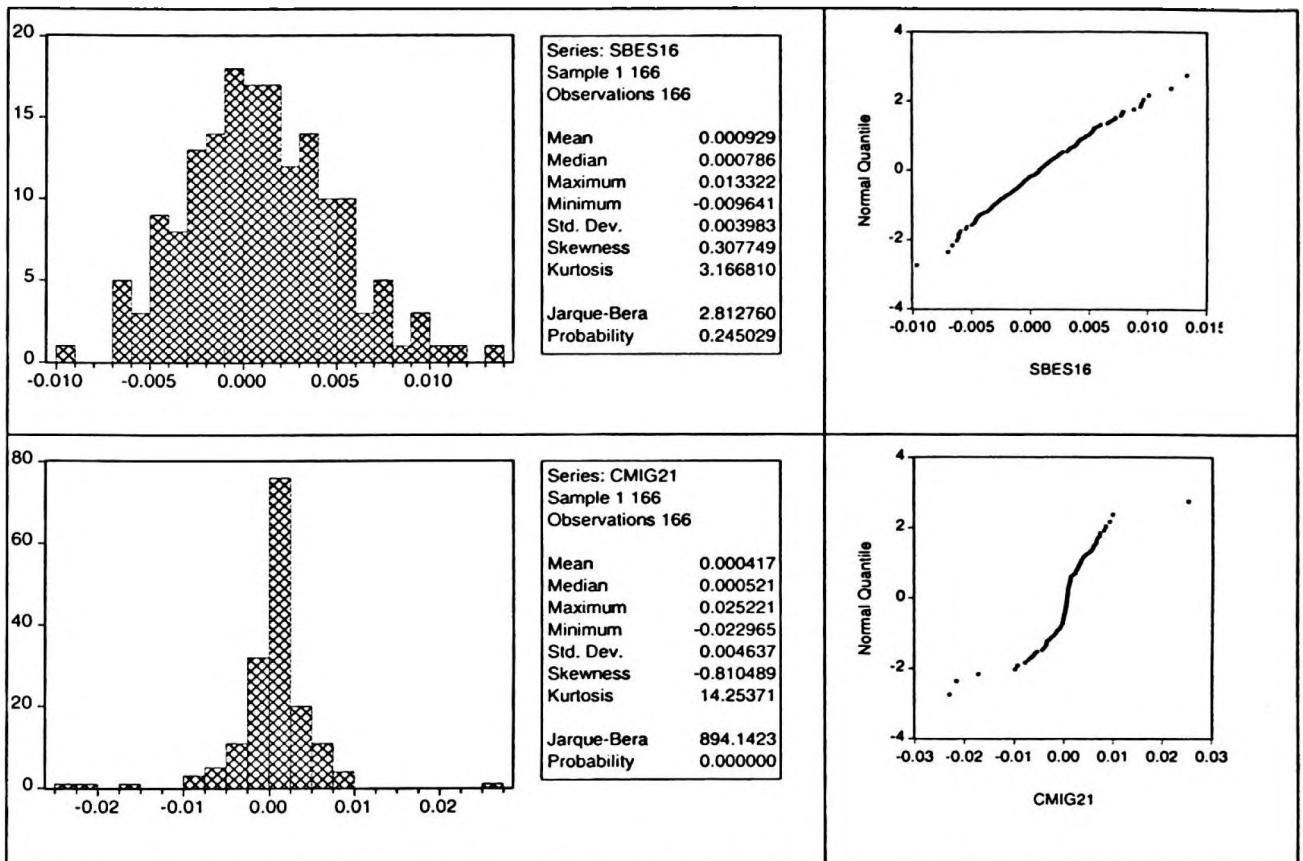 20
15
10
5
0
-0.010 -0.005 0.000 0.005 0.010
Series: SBES16
Sample 1 166
Observations 166
Mean 0.000929
Median 0.000786
Maximum 0.013322
Minimum -0.009641
Std. Dev. 0.003983
Skewness 0.307749
Kurtosis 3.166810
Jarque-Bera 2.812760
Probability 0.245029
Normal Quantile
4
2
0
-2
-4
-0.010 -0.005 0.000 0.005 0.010
SBES16
80
60
40
20
0
-0.02 -0.01 0.00 0.01 0.02
Series: CMIG21
Sample 1 166
Observations 166
Mean 0.000417
Median 0.000521
Maximum 0.025221
Minimum -0.022965
Std. Dev. 0.004637
Skewness -0.810489
Kurtosis 14.25371
Jarque-Bera 894.1423
Probability 0.000000
Normal Quantile
4
2
0
-2
-4
-0.03 -0.02 -0.01 0.00 0.01 0.02 0.03
CMIG21